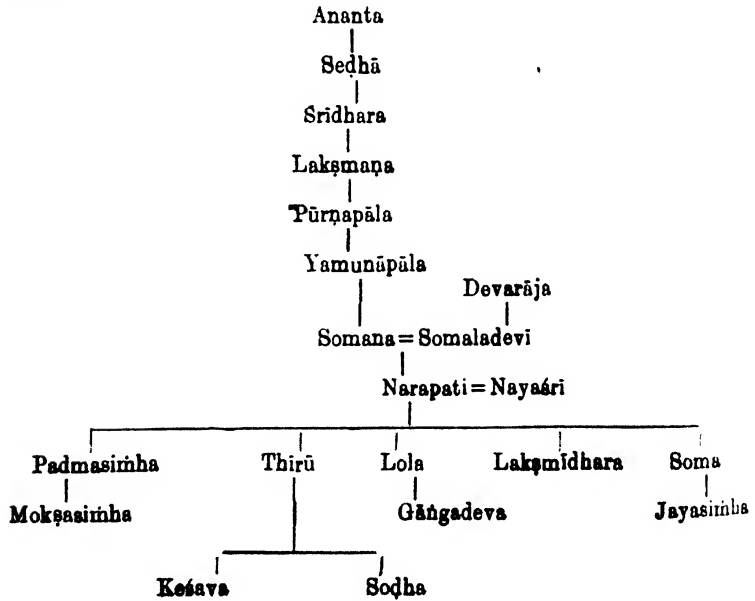 Ananta
Seḍhā
Srīdhara
Lakṣmaṇa
Pūrṇapāla
Yamunāpāla
Devarāja
Somana = Somaladevī
Narapati = Nayaśrī
Padmasiṁha Thirū Lola Lakṣmīdhara Soma
Mokṣasiṁha Gāṅgadeva Jayasiṁha
Keśava Soḍha